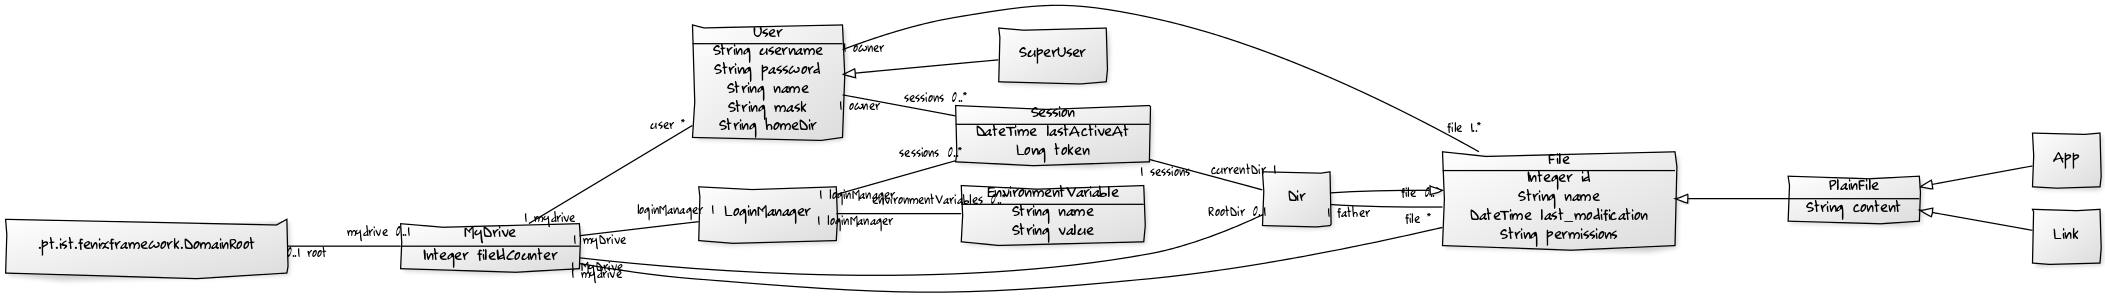 User
String username
String password
String name
String mask
String homeDir
1 owner
file 1..*
SuperUser
1 owner
sessions 0..*
Session
DateTime lastActiveAt
Long token
user *
1 mydrive
sessions 0..*
1 loginManager
1 sessions
currentDir 1
loginManager 1
1 myDrive
LoginManager
environmentVariables 0..*
1 loginManager
EnvironmentVariable
String name
String value
Dir
RootDir 0..1
file 0..*
file *
1 father
File
Integer id
String name
DateTime last_modification
String permissions
PlainFile
String content
App
Link
.pt.ist.fenixframework.DomainRoot
0..1 root
mydrive 0..1
MyDrive
Integer fileIdCounter
1 MyDrive
1 mydrive